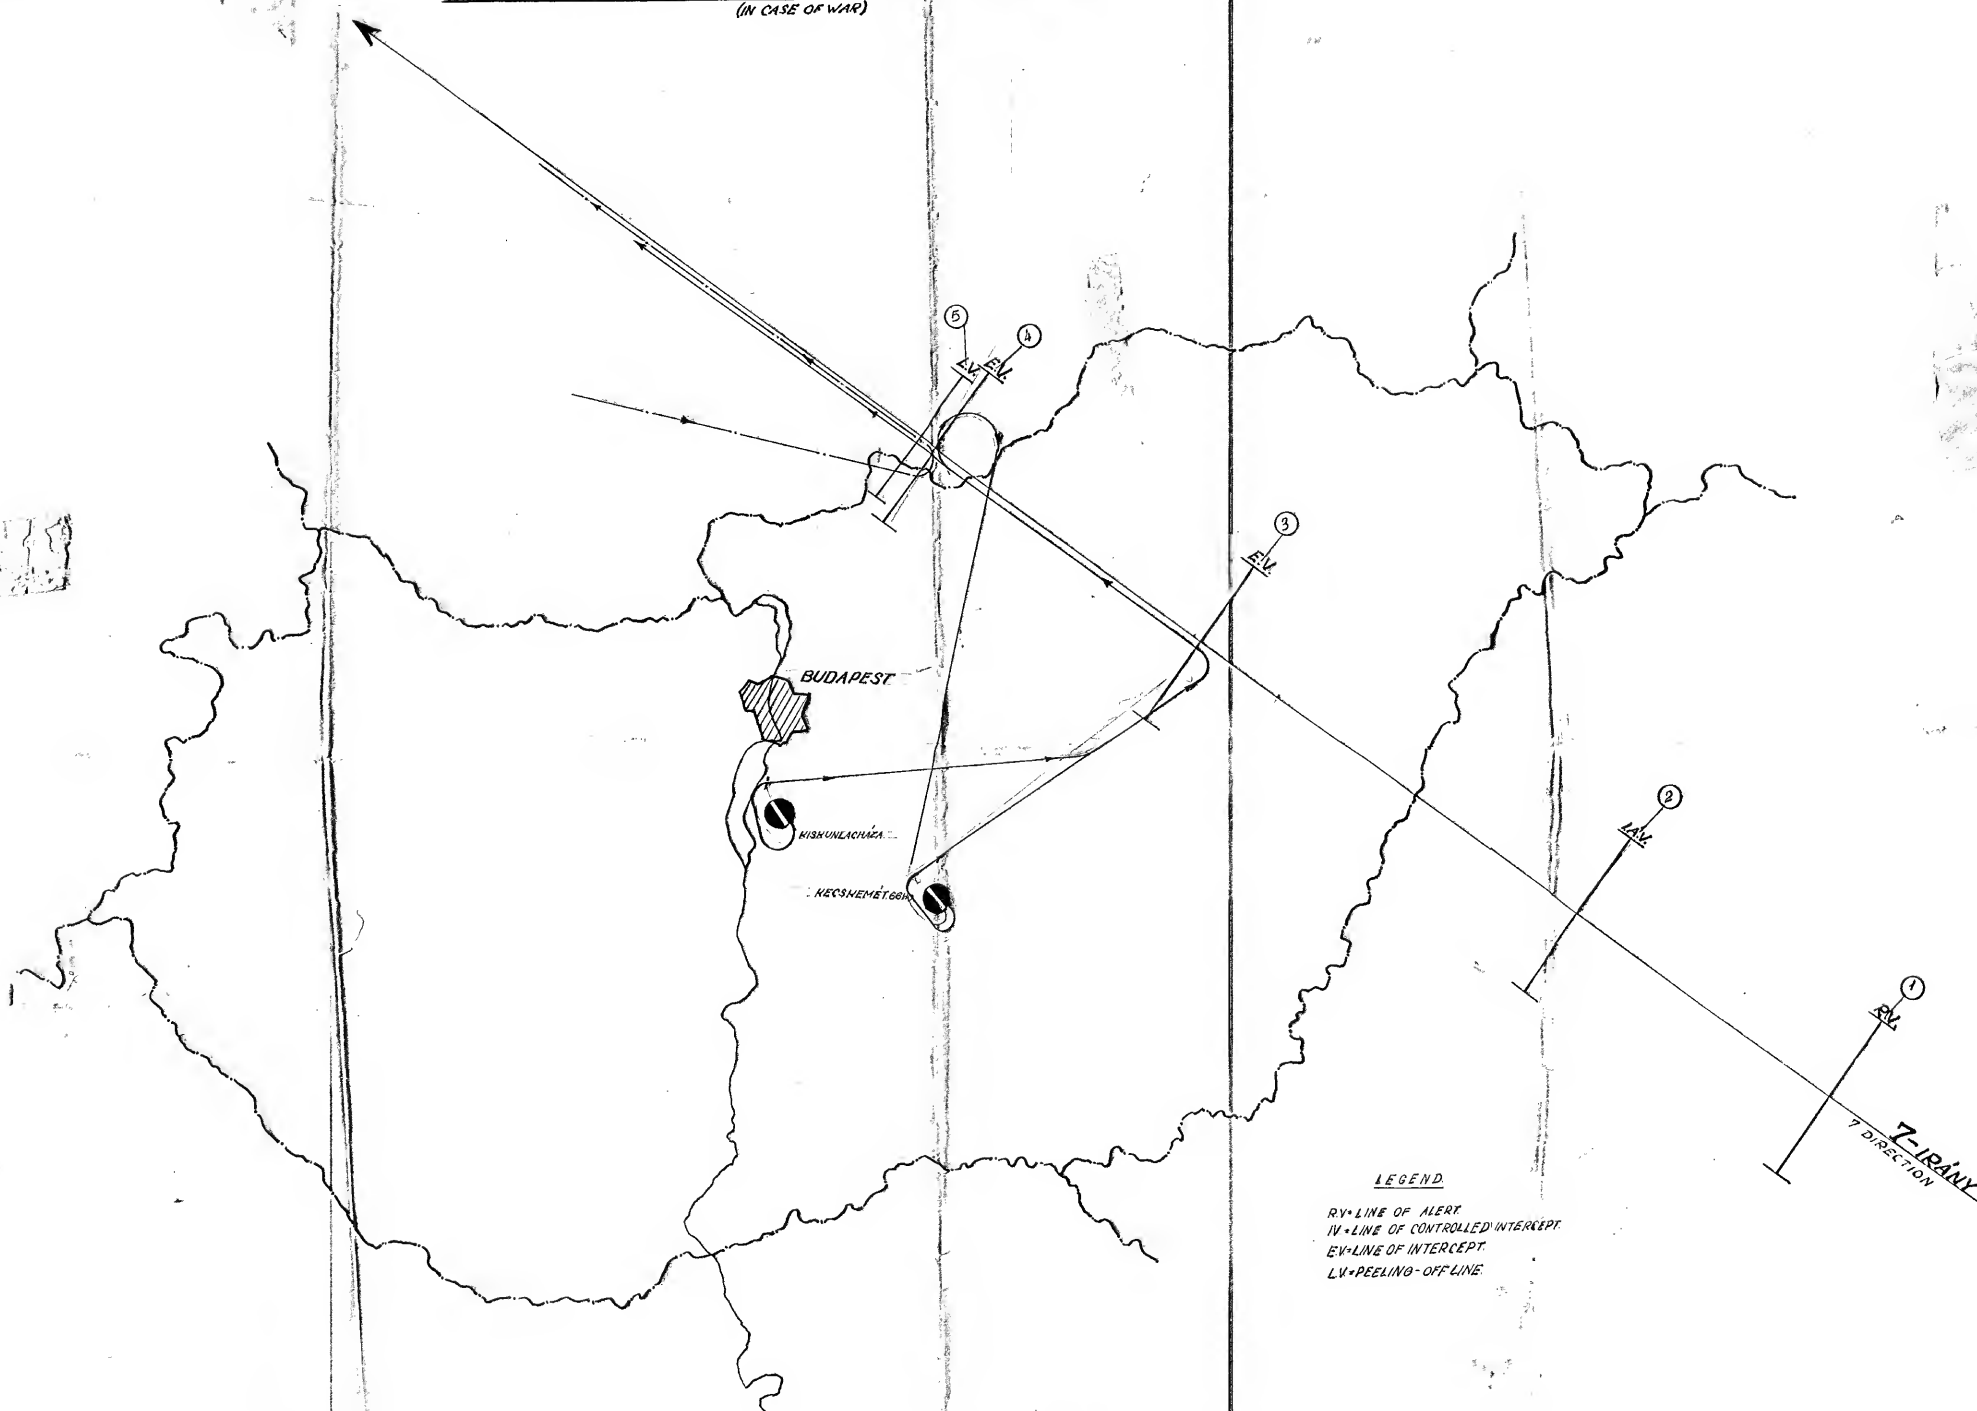 (IN CASE OF WAR)
5
4
L.V.
E.V.
3
E.V.
BUDAPEST
2
I.Á.V.
KISKUNLACHÁZA
KECSKEMÉT.66H
1
R.V.
7-IRÁNY
7 DIRECTION
LEGEND.
R.V=LINE OF ALERT.
IV=LINE OF CONTROLLED INTERCEPT.
E.V=LINE OF INTERCEPT.
L.V.=PEELING-OFF LINE.